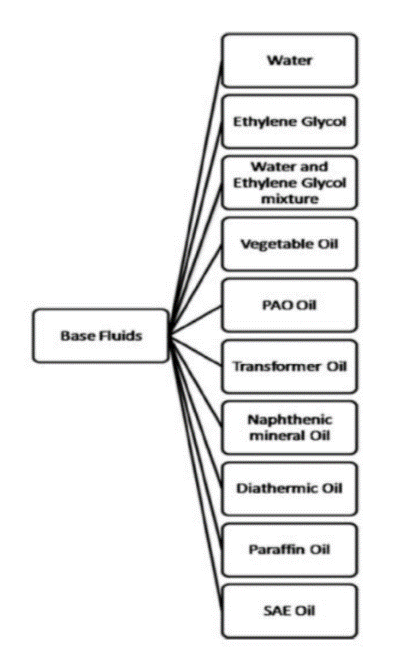 Water
Ethylene Glycol
Water and
Ethylene Glycol
mixture
Vegetable Oil
PAO Oil
Base Fluids
Transformer Oil
Naphthenic
mineral Oil
Diathermic Oil
Paraffin Oil
SAE Oil